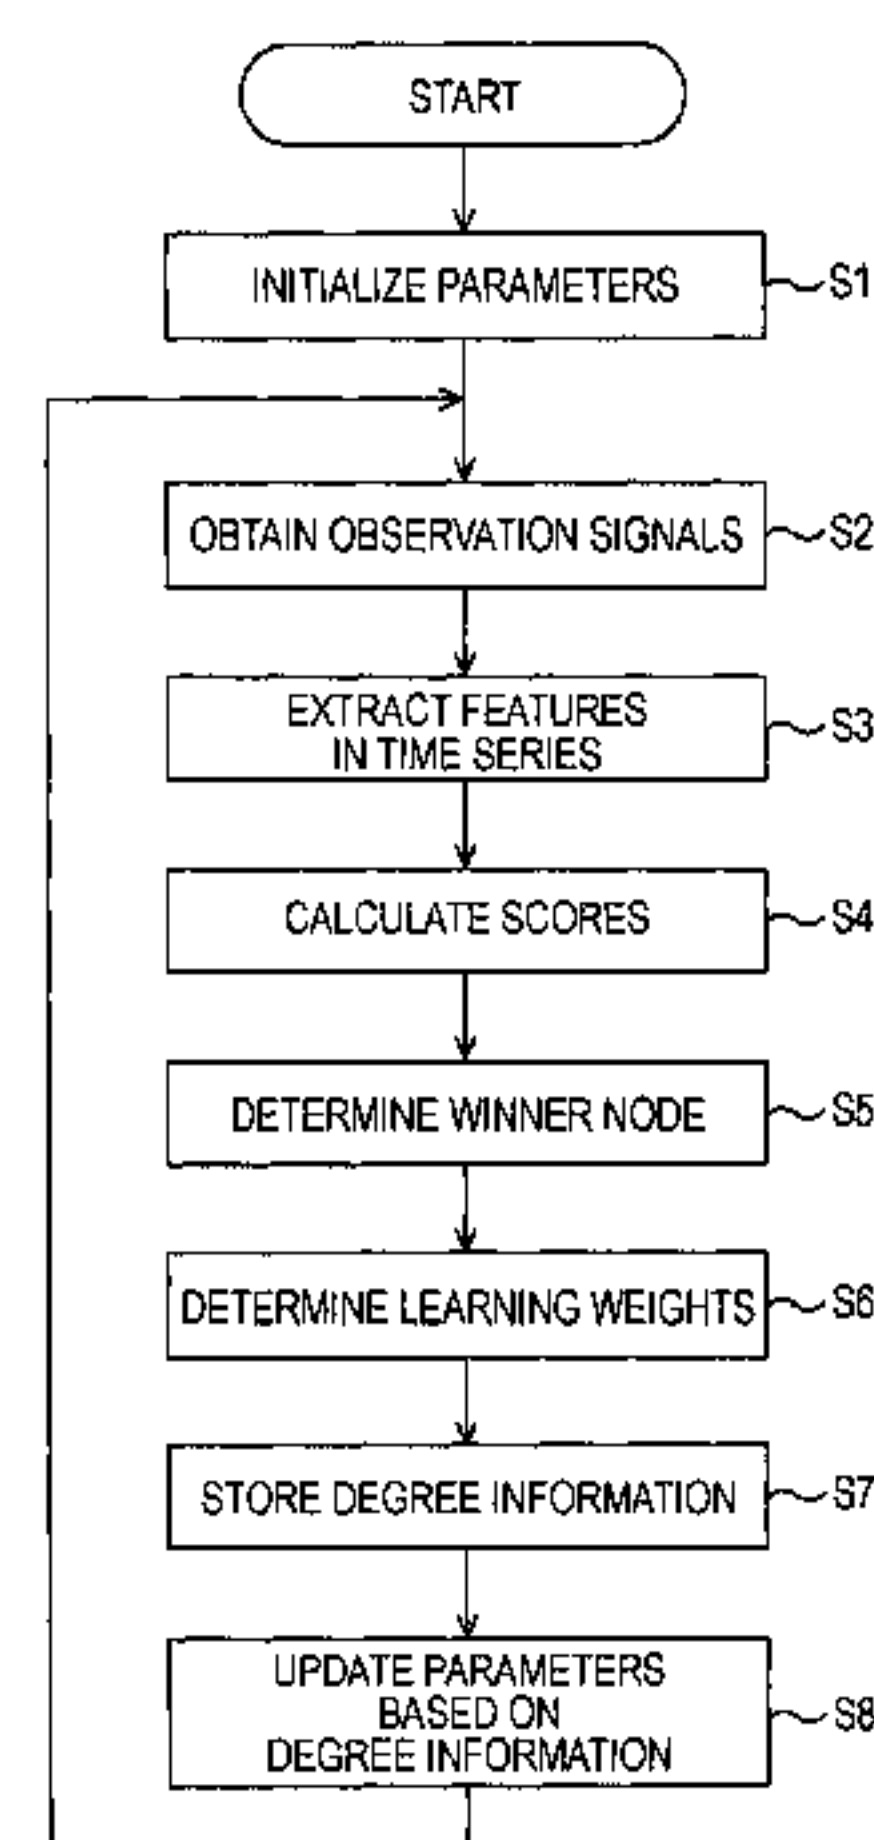 START
INITIALIZE PARAMETERS
S1
OBTAIN OBSERVATION SIGNALS
S2
EXTRACT FEATURES
IN TIME SERIES
S3
CALCULATE SCORES
S4
DETERMINE WINNER NODE
S5
DETERMINE LEARNING WEIGHTS
S6
STORE DEGREE INFORMATION
S7
UPDATE PARAMETERS
BASED ON
DEGREE INFORMATION
S8